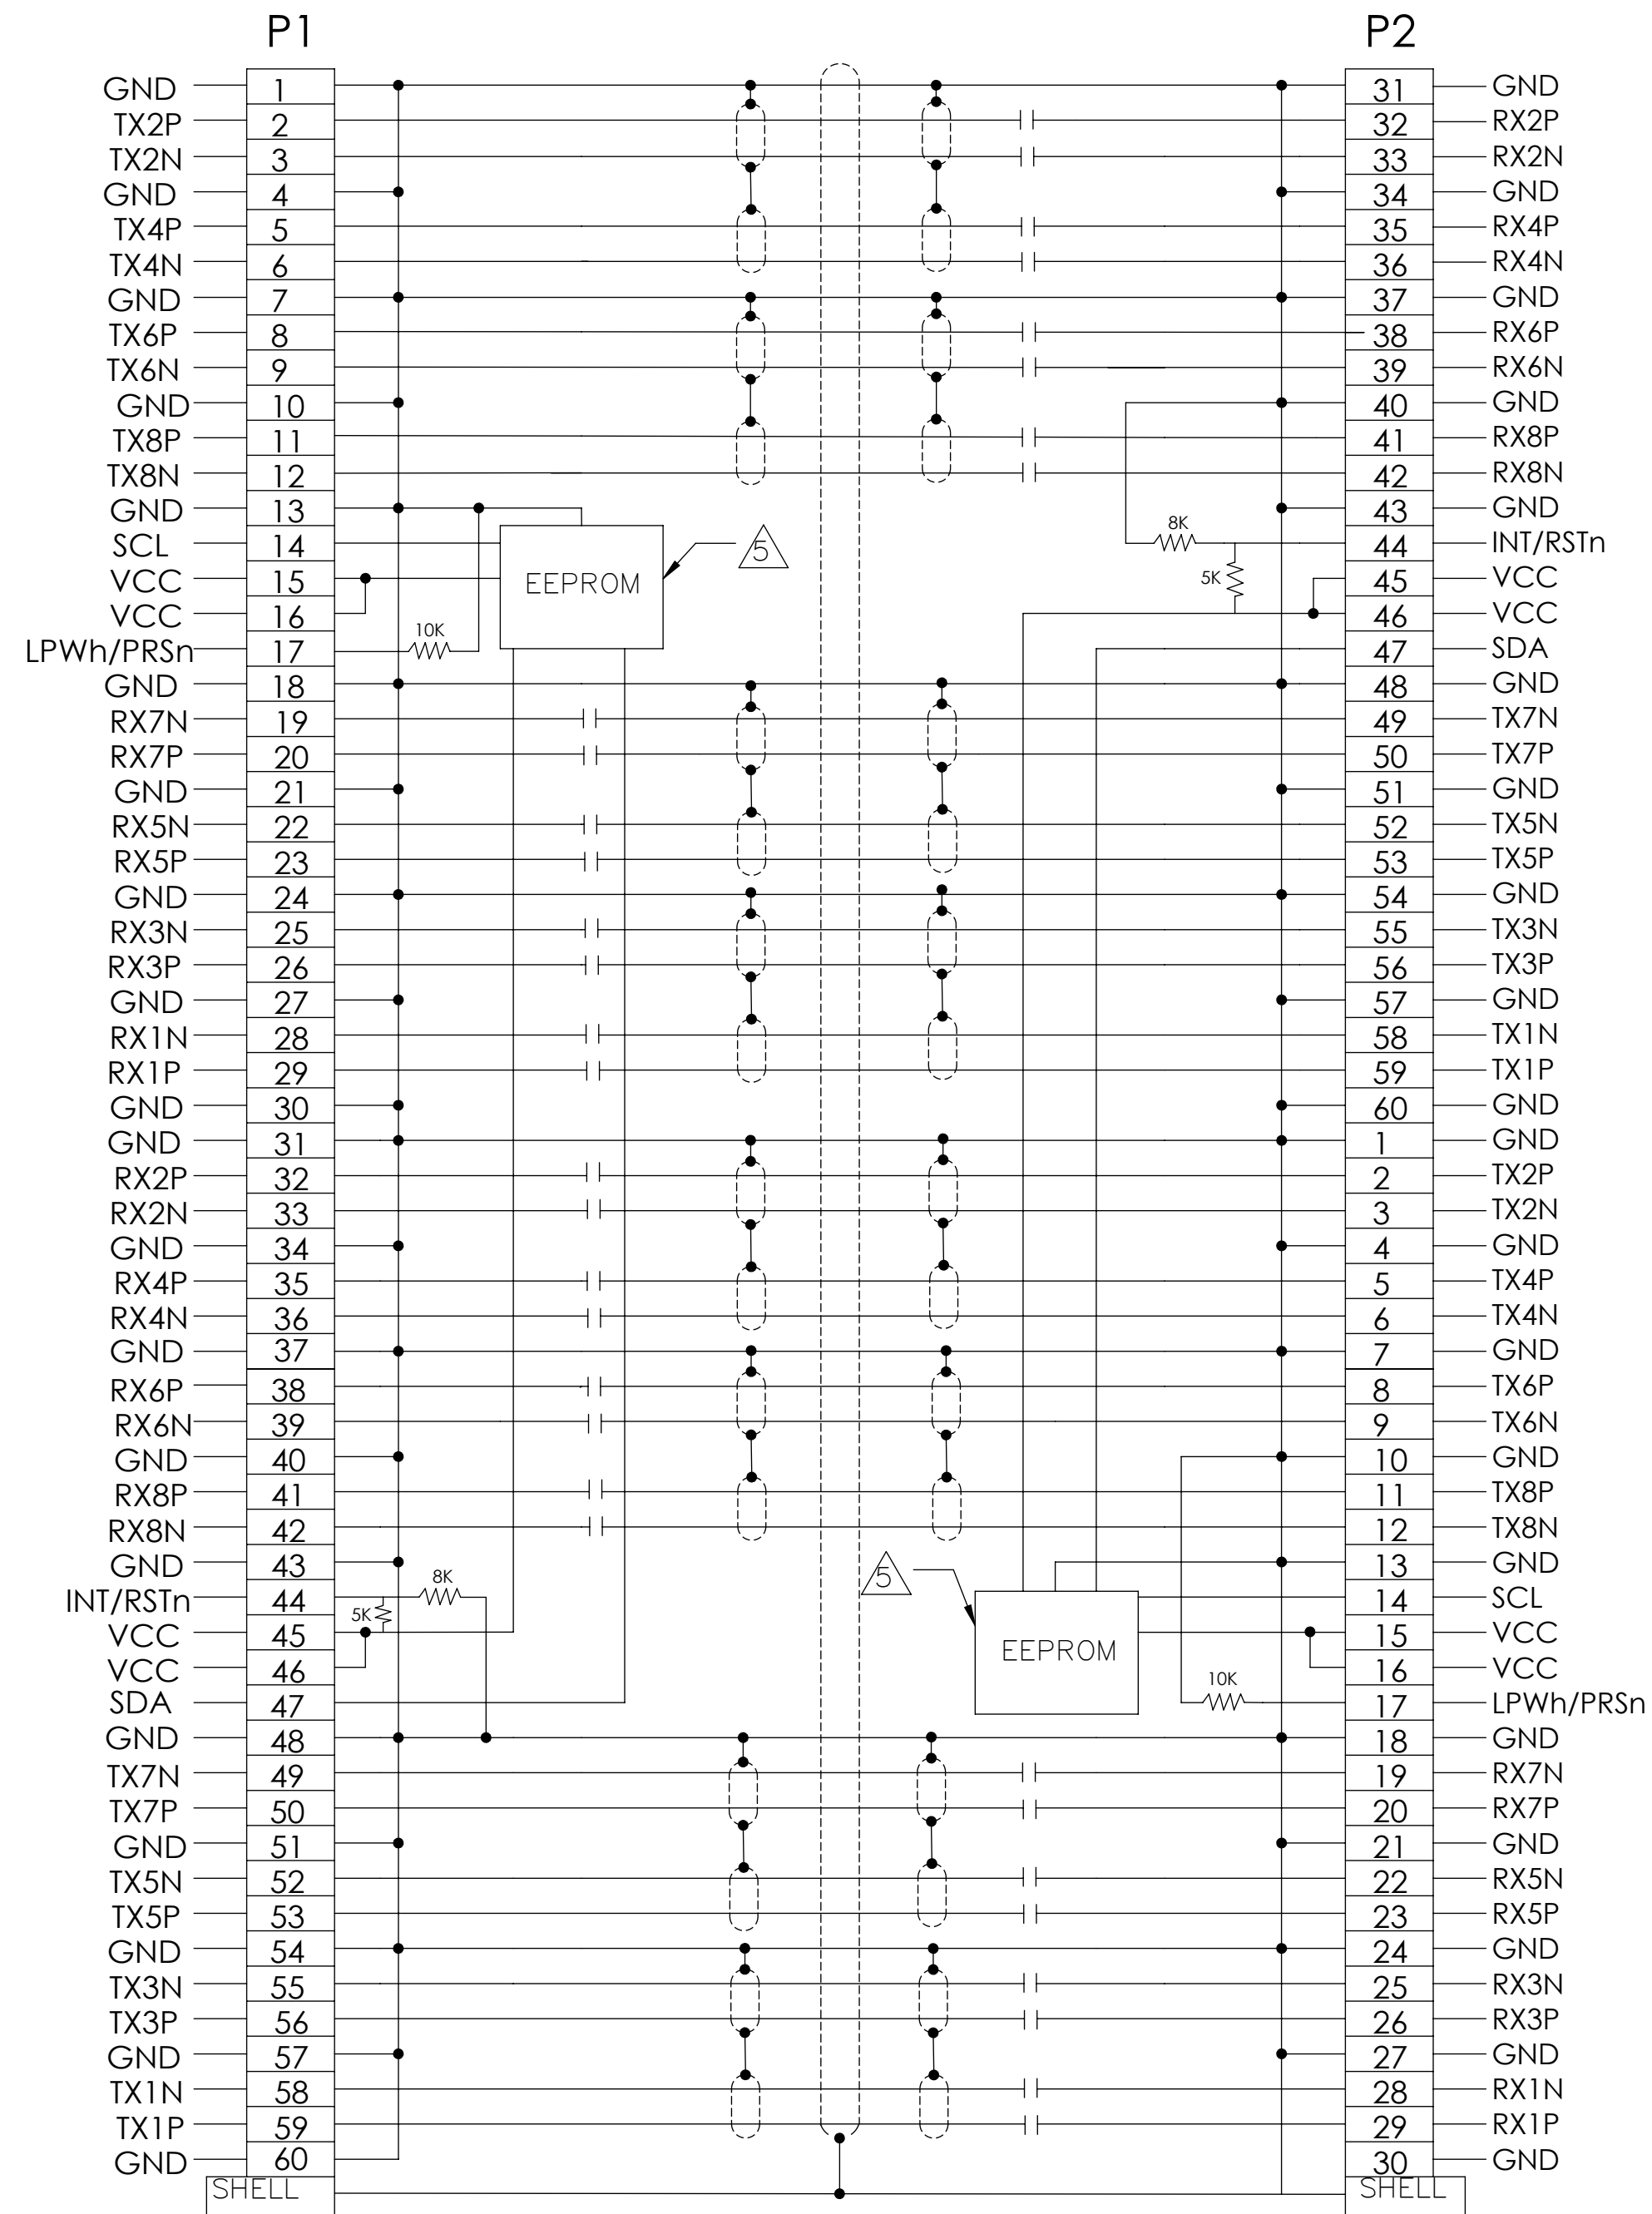 P1 P2
GND 1 31 GND
TX2P 2 32 RX2P
TX2N 3 33 RX2N
GND 4 34 GND
TX4P 5 35 RX4P
TX4N 6 36 RX4N
GND 7 37 GND
TX6P 8 38 RX6P
TX6N 9 39 RX6N
GND 10 40 GND
TX8P 11 41 RX8P
TX8N 12 42 RX8N
GND 13 43 GND
8K
SCL 14 5 44 INT/RSTn
VCC 15 EEPROM 5K 45 VCC
VCC 16 46 VCC
10K
LPWh/PRSn 17 47 SDA
GND 18 48 GND
RX7N 19 49 TX7N
RX7P 20 50 TX7P
GND 21 51 GND
RX5N 22 52 TX5N
RX5P 23 53 TX5P
GND 24 54 GND
RX3N 25 55 TX3N
RX3P 26 56 TX3P
GND 27 57 GND
RX1N 28 58 TX1N
RX1P 29 59 TX1P
GND 30 60 GND
GND 31 1 GND
RX2P 32 2 TX2P
RX2N 33 3 TX2N
GND 34 4 GND
RX4P 35 5 TX4P
RX4N 36 6 TX4N
GND 37 7 GND
RX6P 38 8 TX6P
RX6N 39 9 TX6N
GND 40 10 GND
RX8P 41 11 TX8P
RX8N 42 12 TX8N
GND 43 13 GND
8K 5
INT/RSTn 44 14 SCL
5K
VCC 45 EEPROM 15 VCC
VCC 46 16 VCC
10K
SDA 47 17 LPWh/PRSn
GND 48 18 GND
TX7N 49 19 RX7N
TX7P 50 20 RX7P
GND 51 21 GND
TX5N 52 22 RX5N
TX5P 53 23 RX5P
GND 54 24 GND
TX3N 55 25 RX3N
TX3P 56 26 RX3P
GND 57 27 GND
TX1N 58 28 RX1N
TX1P 59 29 RX1P
GND 60 30 GND
SHELL SHELL